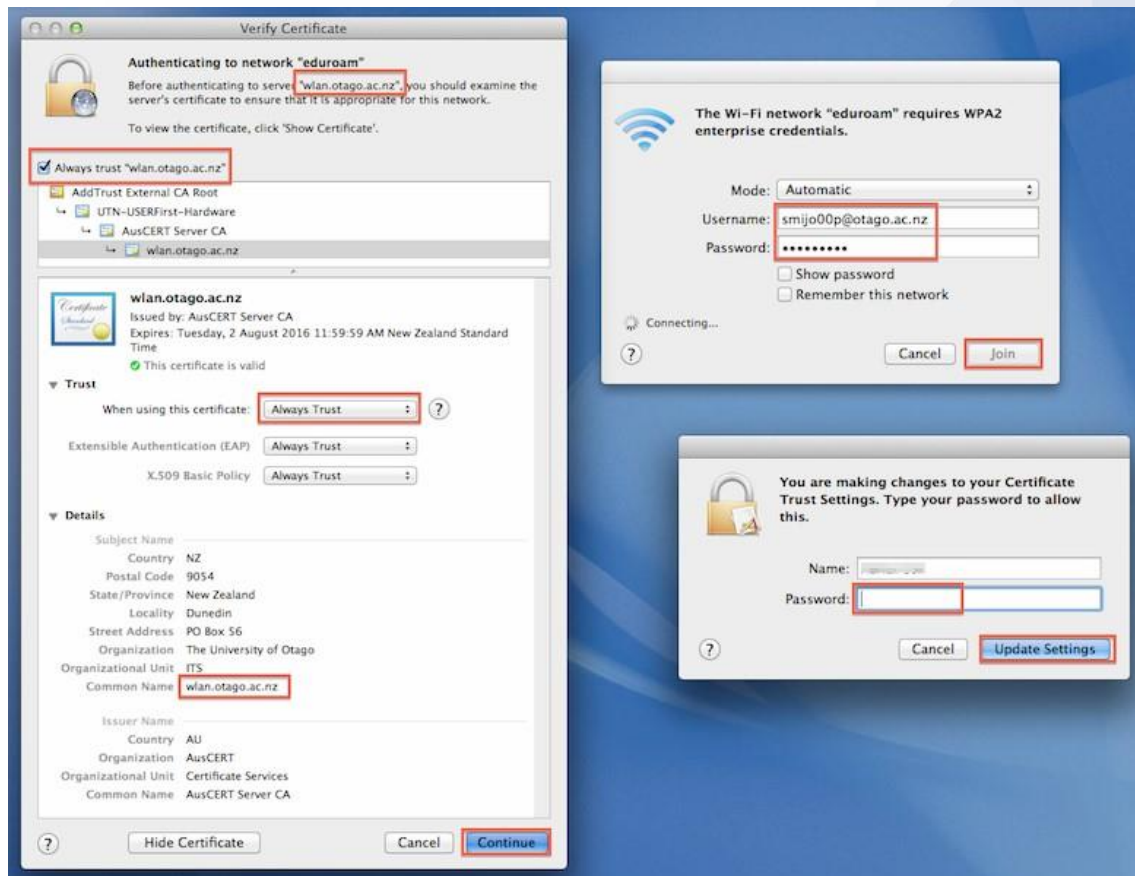 Verify Certificate
Authenticating to network "eduroam"
Before authenticating to server "wlan.otago.ac.nz", you should examine the
server's certificate to ensure that it is appropriate for this network.
To view the certificate, click 'Show Certificate'.
Always trust "wlan.otago.ac.nz"
AddTrust External CA Root
UTN-USERFirst-Hardware
AusCERT Server CA
wlan.otago.ac.nz
Certificate
Standard
wlan.otago.ac.nz
Issued by: AusCERT Server CA
Expires: Tuesday, 2 August 2016 11:59:59 AM New Zealand Standard
Time
This certificate is valid
Trust
When using this certificate: Always Trust ?
Extensible Authentication (EAP) Always Trust
X.509 Basic Policy Always Trust
Details
Subject Name
Country NZ
Postal Code 9054
State/Province New Zealand
Locality Dunedin
Street Address PO Box 56
Organization The University of Otago
Organizational Unit ITS
Common Name wlan.otago.ac.nz
Issuer Name
Country AU
Organization AusCERT
Organizational Unit Certificate Services
Common Name AusCERT Server CA
? Hide Certificate Cancel Continue
The Wi-Fi network "eduroam" requires WPA2
enterprise credentials.
Mode: Automatic
Username: smijo00p@otago.ac.nz
Password: •••••••••
Show password
Remember this network
Connecting...
? Cancel Join
You are making changes to your Certificate
Trust Settings. Type your password to allow
this.
Name:
Password:
? Cancel Update Settings